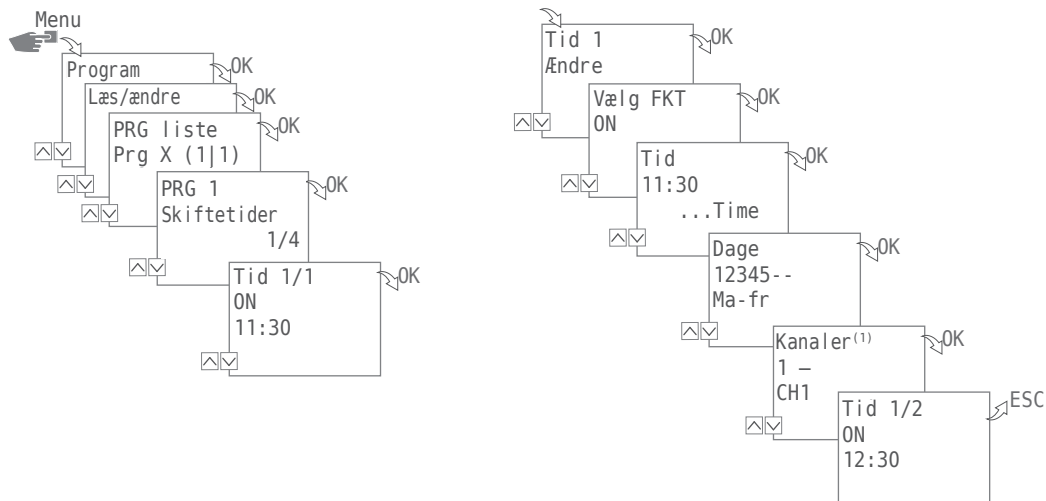 Menu
Program
OK
Læs/ændre
OK
PRG liste
Prg X (1|1)
OK
PRG 1
Skiftetider
1/4
OK
Tid 1/1
ON
11:30
OK
Tid 1
Ændre
OK
Vælg FKT
ON
OK
Tid
11:30
...Time
OK
Dage
12345--
Ma-fr
OK
Kanaler(1)
1 –
CH1
OK
Tid 1/2
ON
12:30
ESC